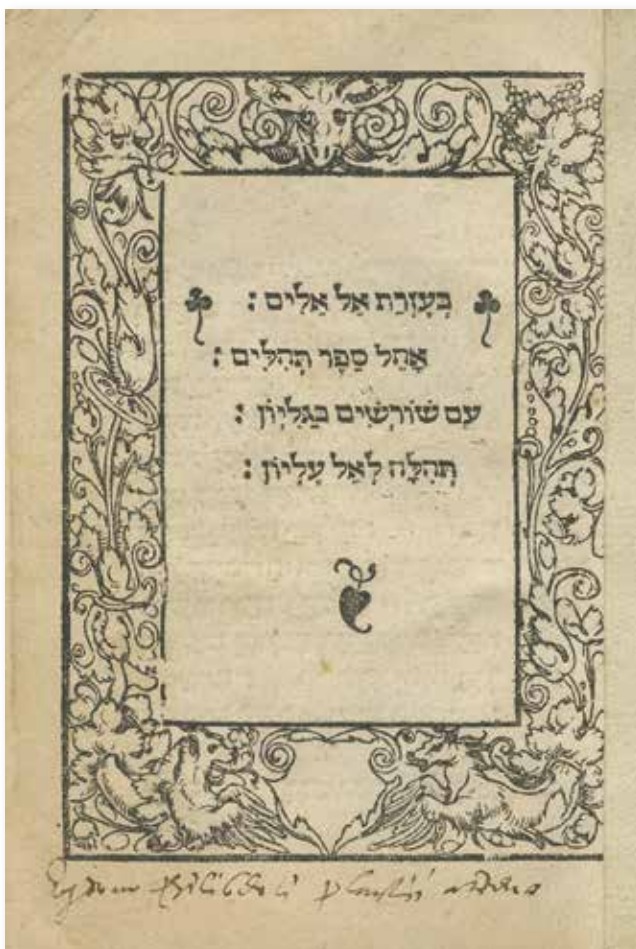 בְּעֶזְרַת אֵל אֵלִים :
אָחֵל סֵפֶר תְּהִלִּים :
עִם שׁוֹרָשִׁים בַּגִּלְיוֹן :
תְּהִלָּה לְאֵל עֶלְיוֹן :